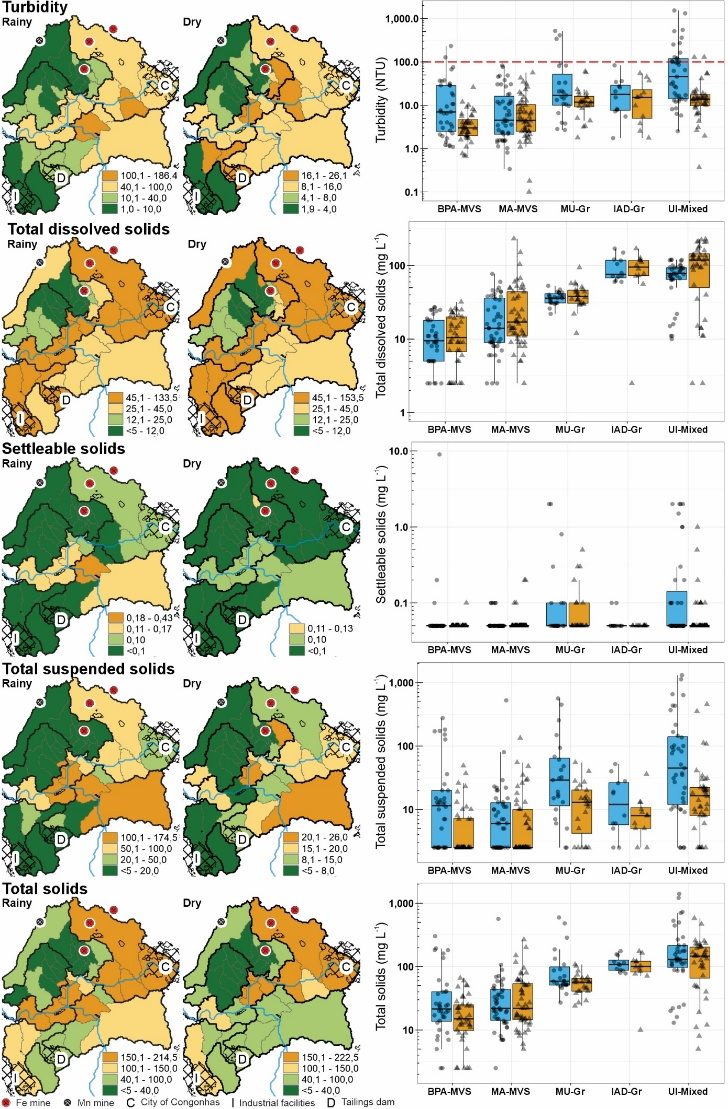 Turbidity
Rainy
Dry
C
C
D
D
I
I
100,1 - 186,4
40,1 - 100,0
10,1 - 40,0
1,0 - 10,0
16,1 - 26,1
8,1 - 16,0
4,1 - 8,0
1,9 - 4,0
Turbidity (NTU)
1,000.0
100.0
10.0
1.0
0.1
BPA-MVS MA-MVS MU-Gr IAD-Gr UI-Mixed
Total dissolved solids
Rainy
Dry
C
C
D
D
I
I
45,1 - 133,5
25,1 - 45,0
12,1 - 25,0
<5 - 12,0
45,1 - 153,5
25,1 - 45,0
12,1 - 25,0
<5 - 12,0
Total dissolved solids (mg L-1)
100
10
1
BPA-MVS MA-MVS MU-Gr IAD-Gr UI-Mixed
Settleable solids
Rainy
Dry
C
C
D
D
I
I
0,18 - 0,43
0,11 - 0,17
0,10
<0,1
0,11 - 0,13
0,10
<0,1
Settleable solids (mg L-1)
10.0
1.0
0.1
BPA-MVS MA-MVS MU-Gr IAD-Gr UI-Mixed
Total suspended solids
Rainy
Dry
C
C
D
D
I
I
100,1 - 174,5
50,1 - 100,0
20,1 - 50,0
<5 - 20,0
20,1 - 26,0
15,1 - 20,0
8,1 - 15,0
<5 - 8,0
Total suspended solids (mg L-1)
1,000
100
10
BPA-MVS MA-MVS MU-Gr IAD-Gr UI-Mixed
Total solids
Rainy
Dry
C
C
D
D
I
I
150,1 - 214,5
100,1 - 150,0
40,1 - 100,0
<5 - 40,0
150,1 - 222,5
100,1 - 150,0
40,1 - 100,0
<5 - 40,0
Total solids (mg L-1)
1,000
100
10
BPA-MVS MA-MVS MU-Gr IAD-Gr UI-Mixed
Fe mine Mn mine C City of Congonhas I Industrial facilities D Tailings dam